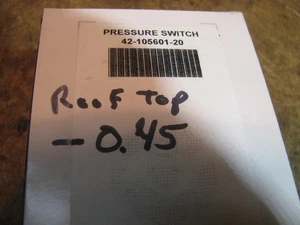 PRESSURE SWITCH
42-105601-20
Roof Top
- 0.45